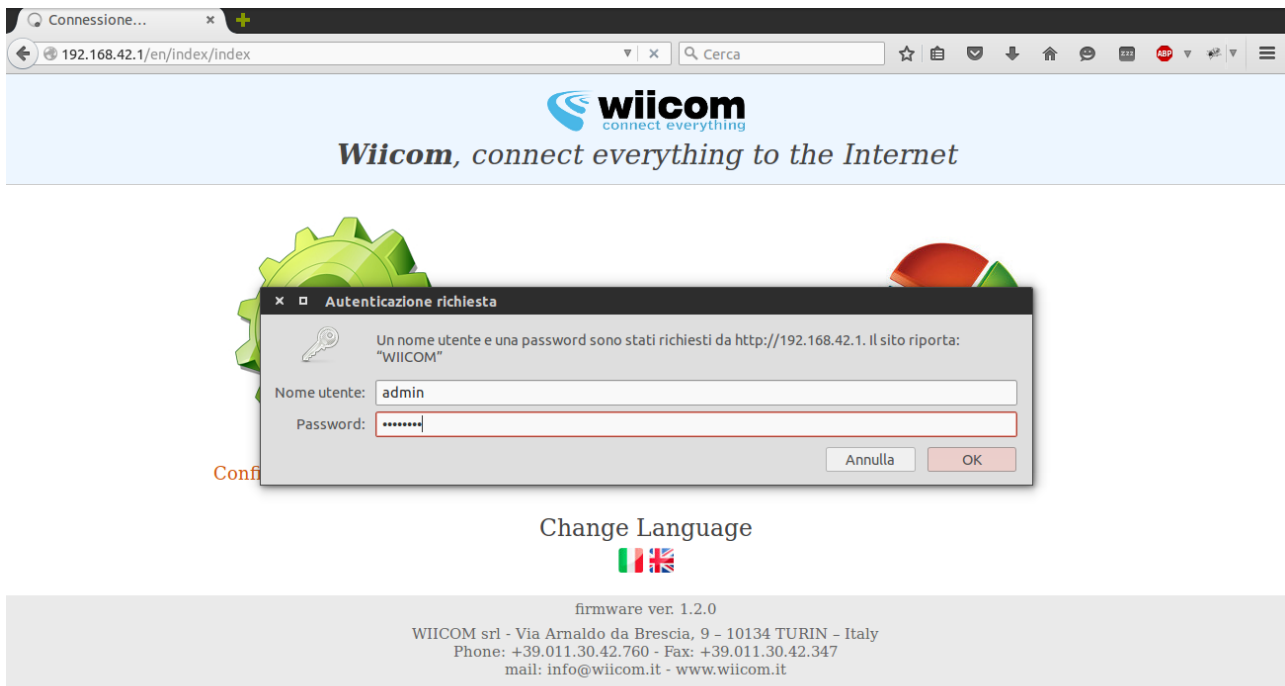 Connessione...
192.168.42.1/en/index/index
Cerca
zzz
ABP
wiicom
connect everything
Wiicom, connect everything to the Internet
Autenticazione richiesta
Un nome utente e una password sono stati richiesti da http://192.168.42.1. Il sito riporta:
“WIICOM”
Nome utente: admin
Password: ••••••••
Annulla OK
Confi
Change Language
firmware ver. 1.2.0
WIICOM srl - Via Arnaldo da Brescia, 9 – 10134 TURIN – Italy
Phone: +39.011.30.42.760 - Fax: +39.011.30.42.347
mail: info@wiicom.it - www.wiicom.it